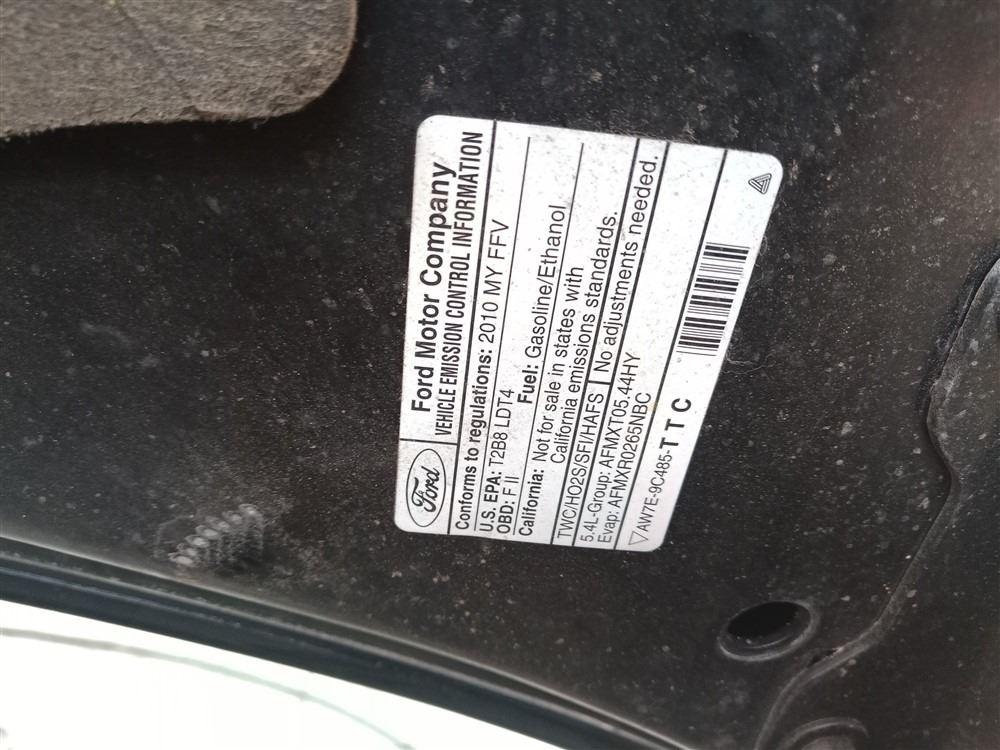 Ford
Ford Motor Company
VEHICLE EMISSION CONTROL INFORMATION
Conforms to regulations: 2010 MY FFV
U.S. EPA: T2B8 LDT4
OBD: F II Fuel: Gasoline/Ethanol
California: Not for sale in states with
California emissions standards.
TWC/HO2S/SFI/HAFS No adjustments needed.
5.4L-Group: AFMXT05.44HY
Evap: AFMXR0265NBC
▽AW7E-9C485-T T C